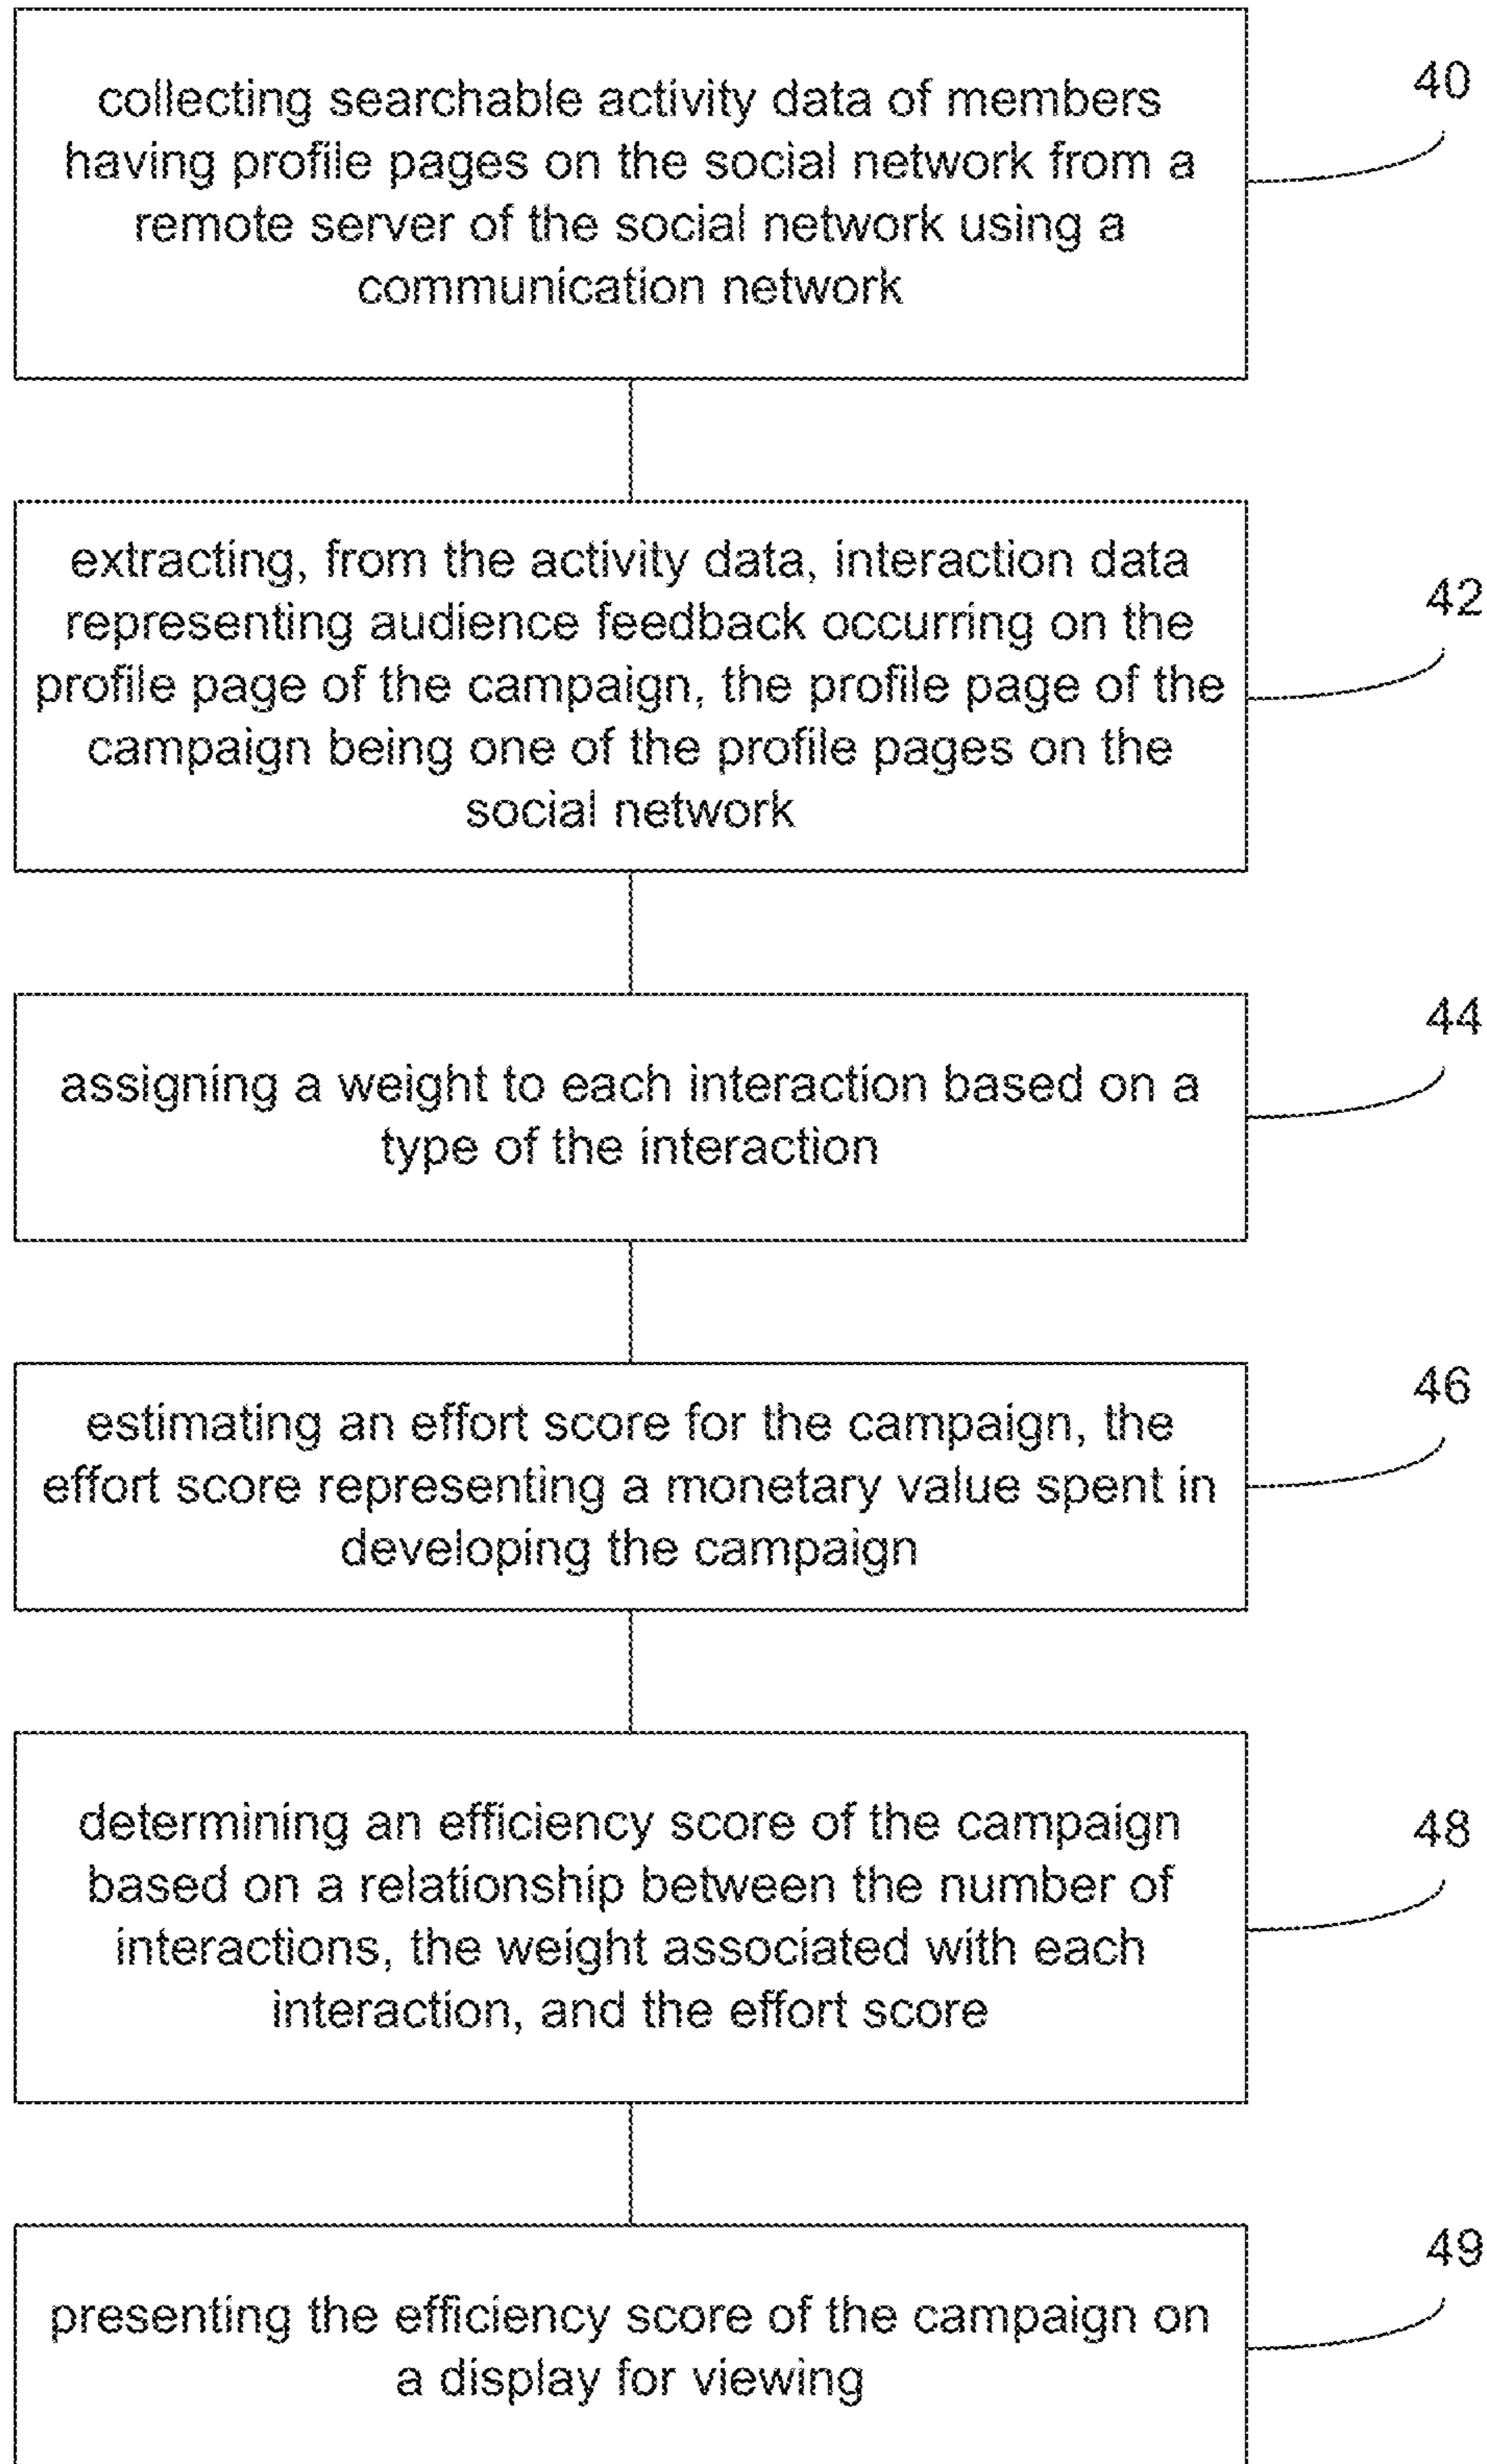 collecting searchable activity data of members
having profile pages on the social network from a
remote server of the social network using a
communication network
40
extracting, from the activity data, interaction data
representing audience feedback occurring on the
profile page of the campaign, the profile page of the
campaign being one of the profile pages on the
social network
42
assigning a weight to each interaction based on a
type of the interaction
44
estimating an effort score for the campaign, the
effort score representing a monetary value spent in
developing the campaign
46
determining an efficiency score of the campaign
based on a relationship between the number of
interactions, the weight associated with each
interaction, and the effort score
48
presenting the efficiency score of the campaign on
a display for viewing
49